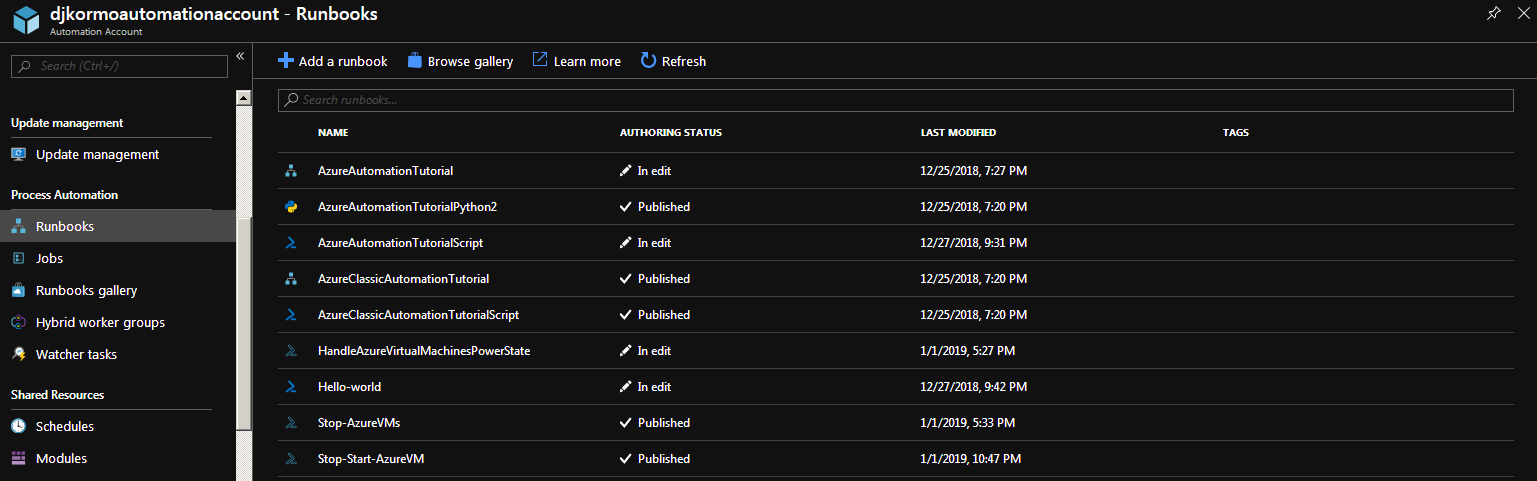 djkormoautomationaccount - Runbooks
Automation Account
Search (Ctrl+/)
«
Update management
Update management
Process Automation
Runbooks
Jobs
Runbooks gallery
Hybrid worker groups
Watcher tasks
Shared Resources
Schedules
Modules
Add a runbook Browse gallery Learn more Refresh
Search runbooks...
NAME AUTHORING STATUS LAST MODIFIED TAGS
AzureAutomationTutorial In edit 12/25/2018, 7:27 PM
AzureAutomationTutorialPython2 Published 12/25/2018, 7:20 PM
AzureAutomationTutorialScript In edit 12/27/2018, 9:31 PM
AzureClassicAutomationTutorial Published 12/25/2018, 7:20 PM
AzureClassicAutomationTutorialScript Published 12/25/2018, 7:20 PM
HandleAzureVirtualMachinesPowerState In edit 1/1/2019, 5:27 PM
Hello-world In edit 12/27/2018, 9:42 PM
Stop-AzureVMs Published 1/1/2019, 5:33 PM
Stop-Start-AzureVM Published 1/1/2019, 10:47 PM